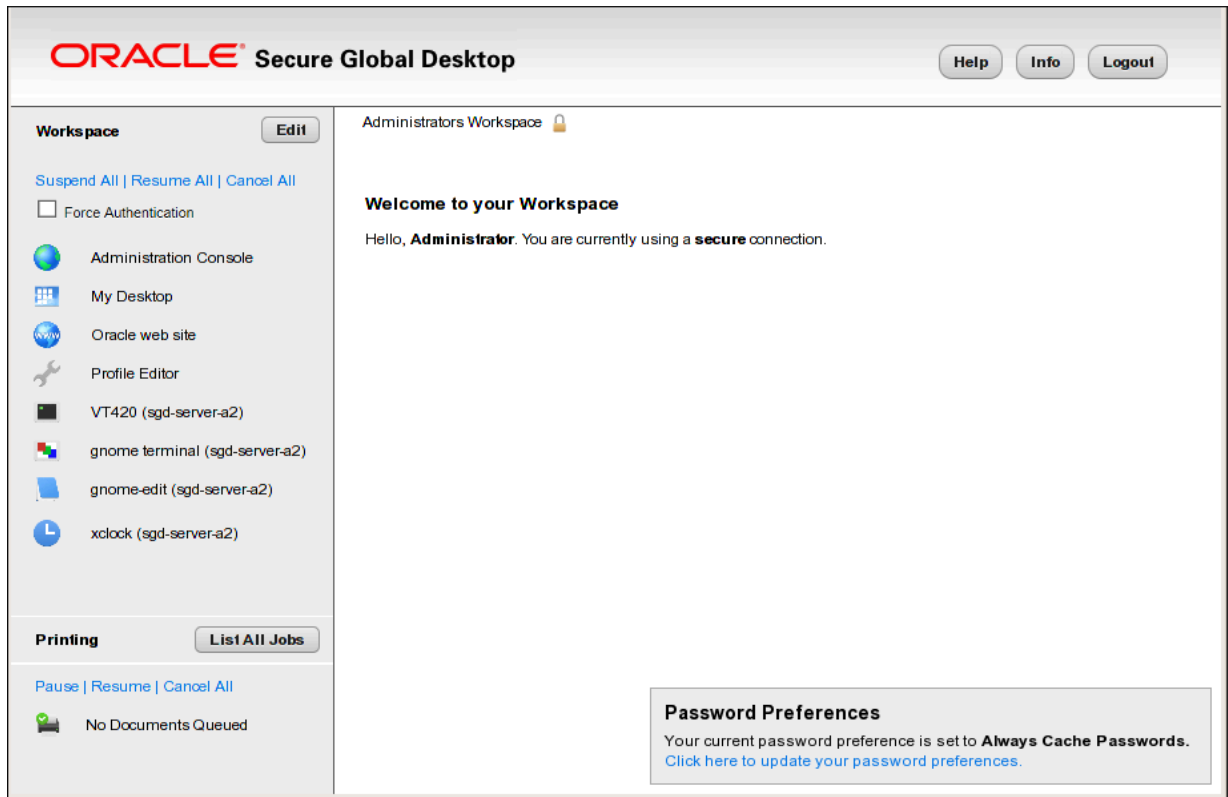 ORACLE® Secure Global Desktop
Help
Info
Logout
Workspace
Edit
Suspend All | Resume All | Cancel All
Force Authentication
Administration Console
My Desktop
Oracle web site
Profile Editor
VT420 (sgd-server-a2)
gnome terminal (sgd-server-a2)
gnome-edit (sgd-server-a2)
xclock (sgd-server-a2)
Printing
List All Jobs
Pause | Resume | Cancel All
No Documents Queued
Administrators Workspace
Welcome to your Workspace
Hello, Administrator. You are currently using a secure connection.
Password Preferences
Your current password preference is set to Always Cache Passwords.
Click here to update your password preferences.